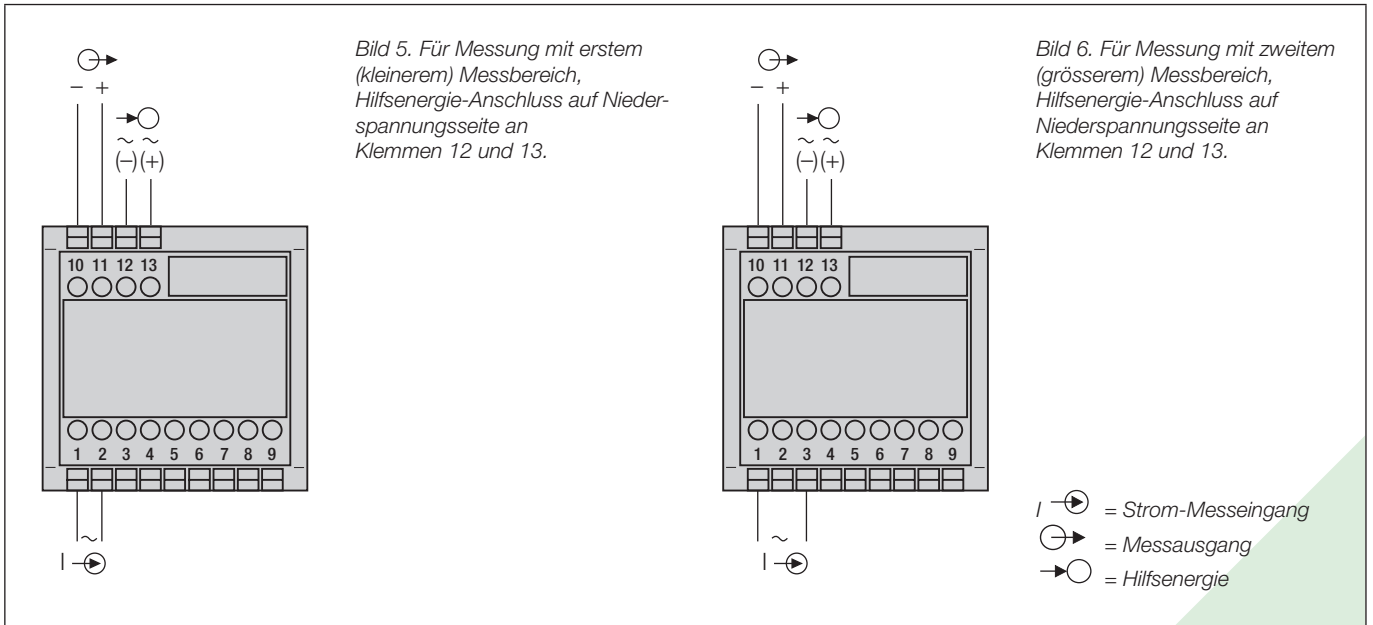 Bild 5. Für Messung mit erstem
(kleinerem) Messbereich,
Hilfsenergie-Anschluss auf Nieder-
spannungsseite an
Klemmen 12 und 13.
− +
~ ~
(−) (+)
10 11 12 13
1 2 3 4 5 6 7 8 9
~
I
Bild 6. Für Messung mit zweitem
(grösserem) Messbereich,
Hilfsenergie-Anschluss auf
Niederspannungsseite an
Klemmen 12 und 13.
− +
~ ~
(−) (+)
10 11 12 13
1 2 3 4 5 6 7 8 9
~
I
I = Strom-Messeingang
= Messausgang
= Hilfsenergie